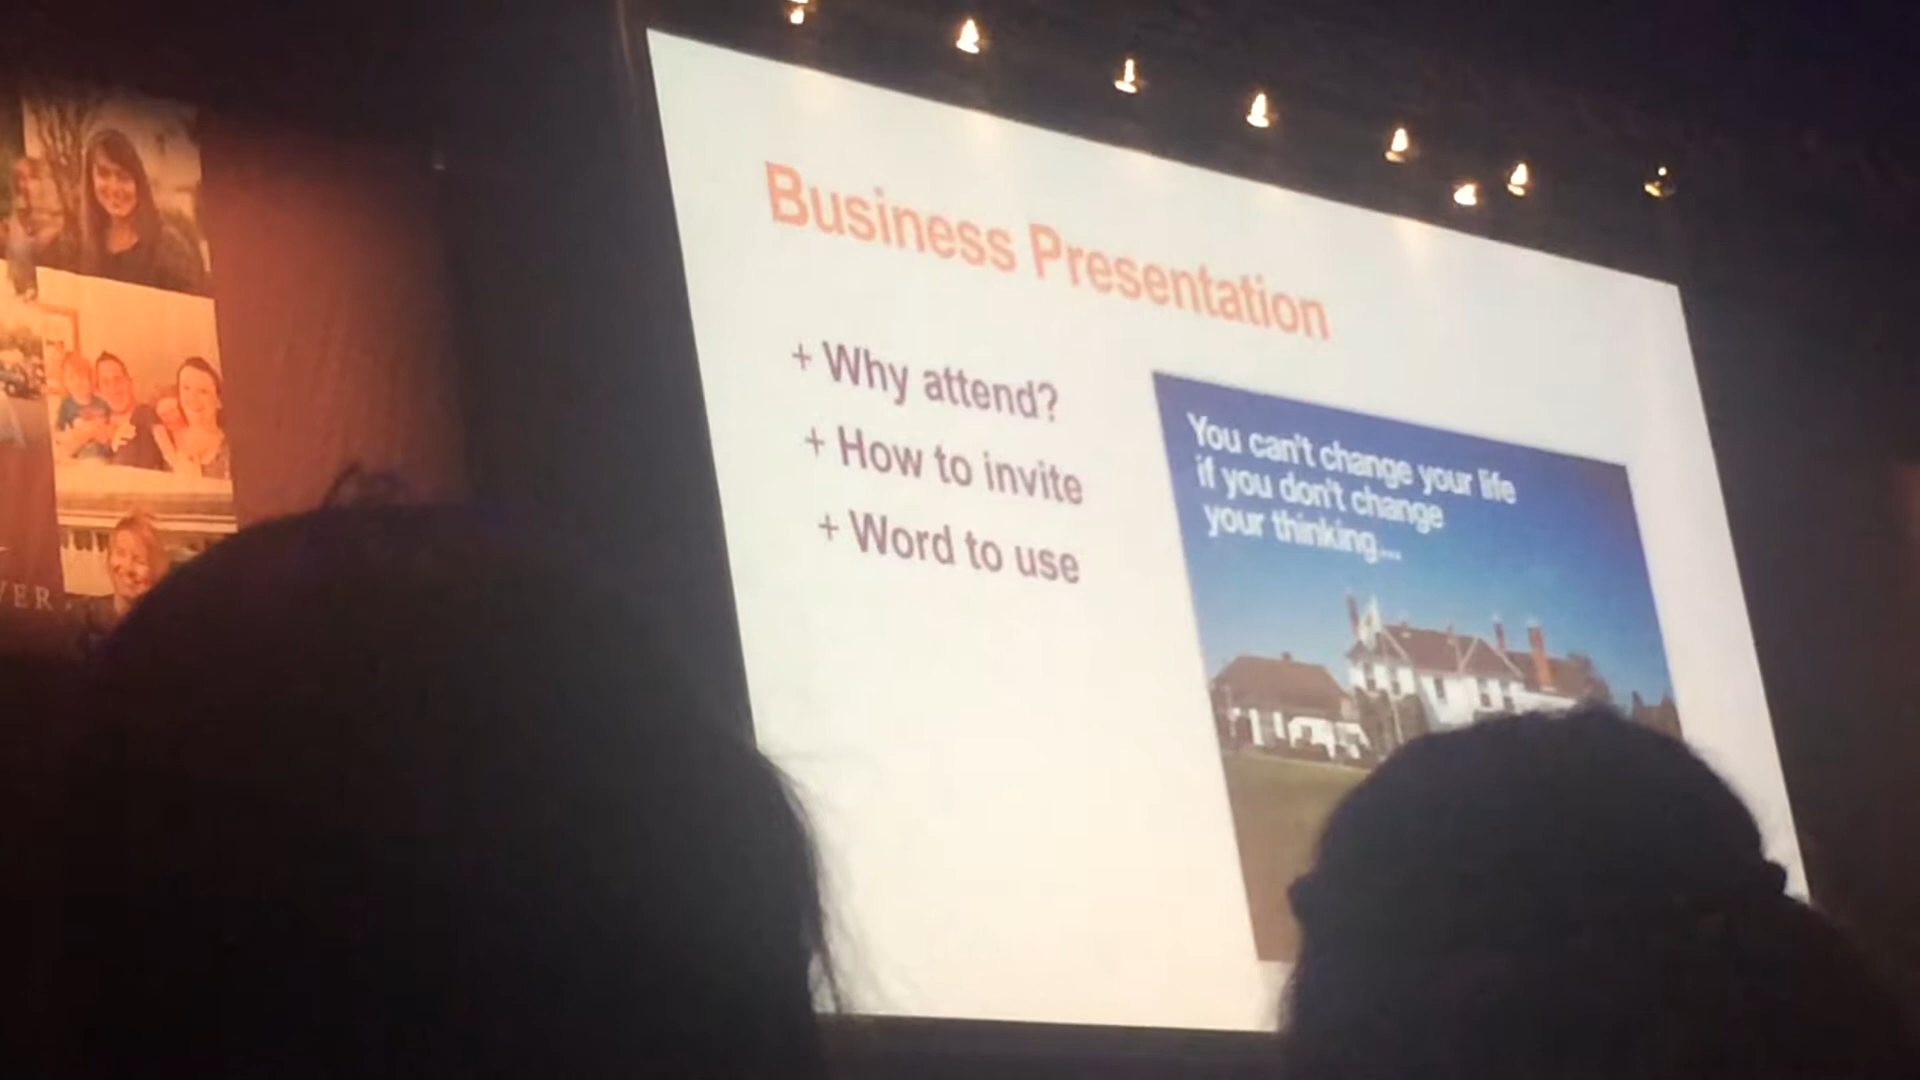 Business Presentation
+ Why attend?
+ How to invite
+ Word to use
You can't change your life
if you don't change
your thinking...
VER